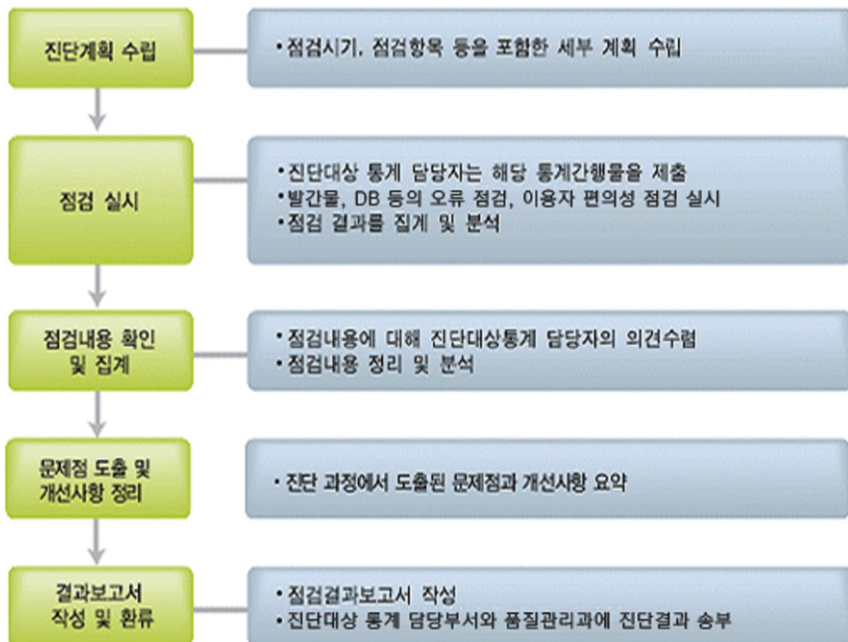 진단계획 수립
• 점검시기, 점검항목 등을 포함한 세부 계획 수립
점검 실시
• 진단대상 통계 담당자는 해당 통계간행물을 제출
• 발간물, DB 등의 오류 점검, 이용자 편의성 점검 실시
• 점검 결과를 집계 및 분석
점검내용 확인
및 집계
• 점검내용에 대해 진단대상통계 담당자의 의견수렴
• 점검내용 정리 및 분석
문제점 도출 및
개선사항 정리
• 진단 과정에서 도출된 문제점과 개선사항 요약
결과보고서
작성 및 환류
• 점검결과보고서 작성
• 진단대상 통계 담당부서와 품질관리과에 진단결과 송부